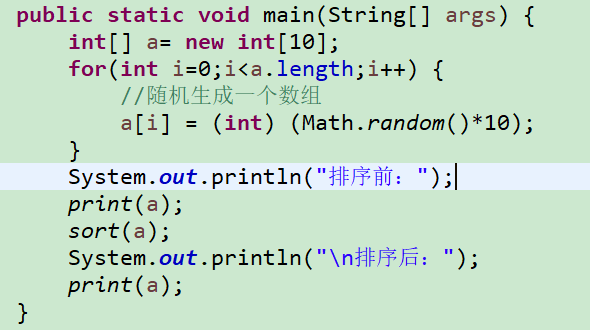 public static void main(String[] args) {
    int[] a= new int[10];
    for(int i=0;i<a.length;i++) {
        //随机生成一个数组
        a[i] = (int) (Math.random()*10);
    }
    System.out.println("排序前：");
    print(a);
    sort(a);
    System.out.println("\n排序后：");
    print(a);
}